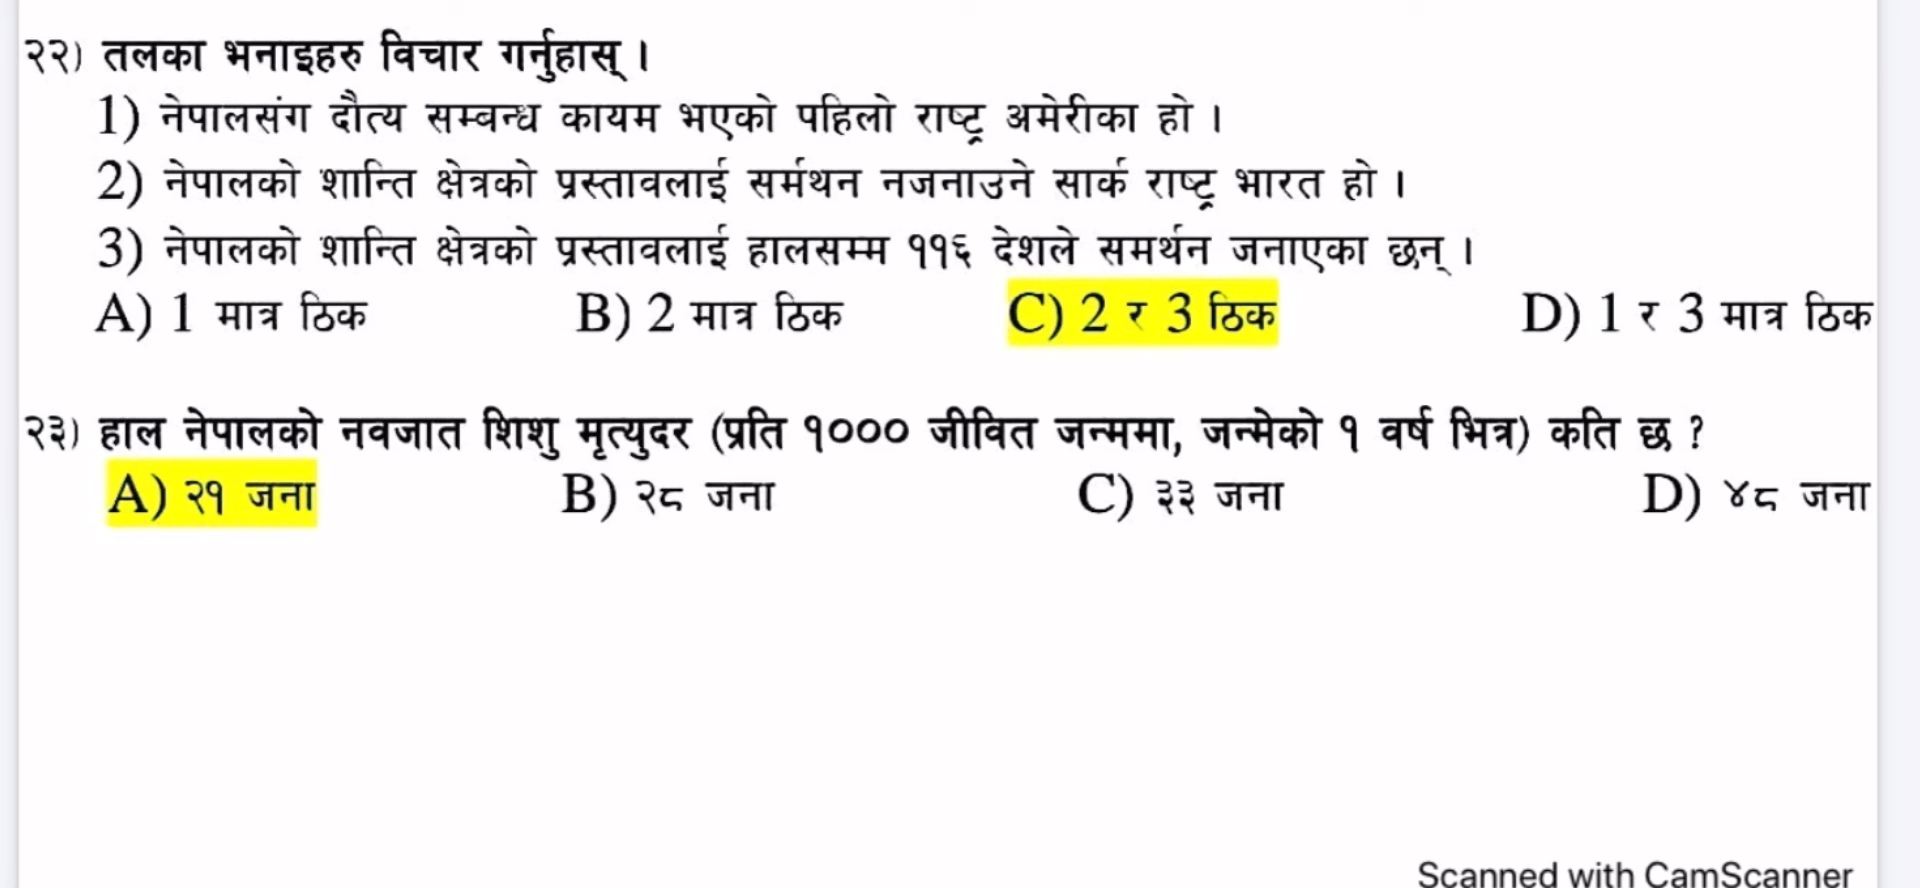 २२) तलका भनाइहरु विचार गर्नुहास् ।
1) नेपालसंग दौत्य सम्बन्ध कायम भएको पहिलो राष्ट्र अमेरीका हो ।
2) नेपालको शान्ति क्षेत्रको प्रस्तावलाई सर्मथन नजनाउने सार्क राष्ट्र भारत हो ।
3) नेपालको शान्ति क्षेत्रको प्रस्तावलाई हालसम्म ११६ देशले समर्थन जनाएका छन् ।
A) 1 मात्र ठिक B) 2 मात्र ठिक C) 2 र 3 ठिक D) 1 र 3 मात्र ठिक
२३) हाल नेपालको नवजात शिशु मृत्युदर (प्रति १००० जीवित जन्ममा, जन्मेको १ वर्ष भित्र) कति छ ?
A) २१ जना B) २८ जना C) ३३ जना D) ४८ जना
Scanned with CamScanner